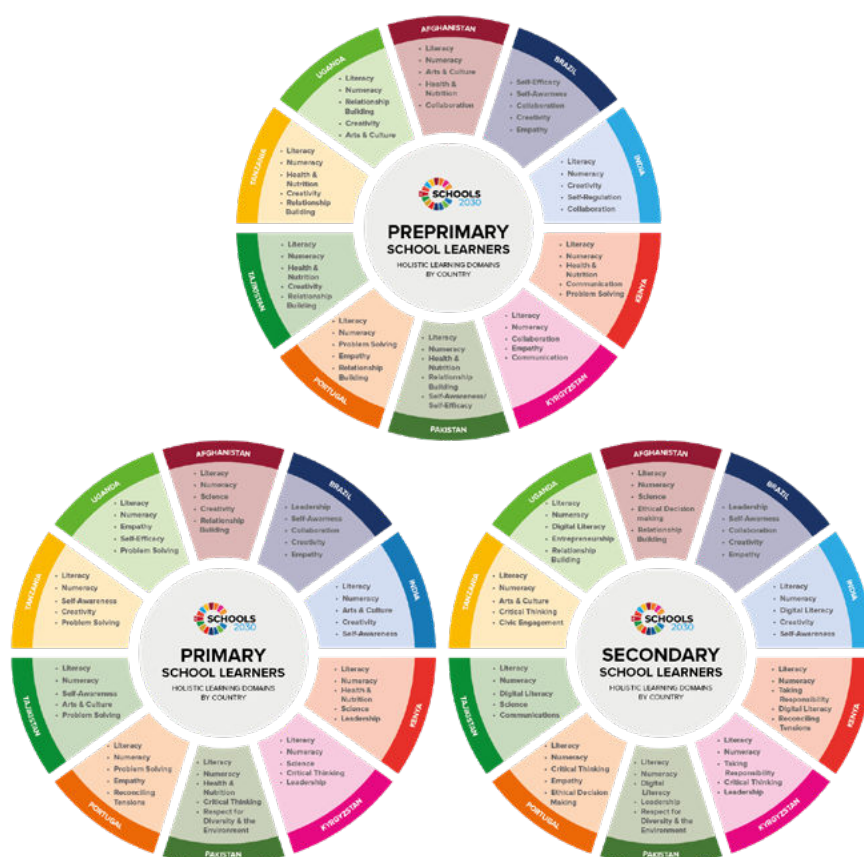 AFGHANISTAN
• Literacy
• Numeracy
• Arts & Culture
• Health &
Nutrition
• Collaboration
BRAZIL
• Self-Efficacy
• Self-Awareness
• Collaboration
• Creativity
• Empathy
INDIA
• Literacy
• Numeracy
• Creativity
• Self-Regulation
• Collaboration
KENYA
• Literacy
• Numeracy
• Health &
Nutrition
• Communication
• Problem Solving
KYRGYZSTAN
• Literacy
• Numeracy
• Collaboration
• Empathy
• Communication
PAKISTAN
• Literacy
• Numeracy
• Health &
Nutrition
• Relationship
Building
• Self-Awareness/
Self-Efficacy
PORTUGAL
• Literacy
• Numeracy
• Problem Solving
• Empathy
• Relationship
Building
TAJIKISTAN
• Literacy
• Numeracy
• Health &
Nutrition
• Creativity
• Relationship
Building
TANZANIA
• Literacy
• Numeracy
• Health &
Nutrition
• Creativity
• Relationship
Building
UGANDA
• Literacy
• Numeracy
• Relationship
Building
• Creativity
• Arts & Culture
SCHOOLS
2030
PREPRIMARY
SCHOOL LEARNERS
HOLISTIC LEARNING DOMAINS
BY COUNTRY
AFGHANISTAN
• Literacy
• Numeracy
• Science
• Creativity
• Relationship
Building
BRAZIL
• Leadership
• Self-Awareness
• Collaboration
• Creativity
• Empathy
INDIA
• Literacy
• Numeracy
• Arts & Culture
• Creativity
• Self-Awareness
KENYA
• Literacy
• Numeracy
• Health &
Nutrition
• Science
• Leadership
KYRGYZSTAN
• Literacy
• Numeracy
• Science
• Critical Thinking
• Leadership
PAKISTAN
• Literacy
• Numeracy
• Health &
Nutrition
• Critical Thinking
• Respect for
Diversity & the
Environment
PORTUGAL
• Literacy
• Numeracy
• Problem Solving
• Empathy
• Reconciling
Tensions
TAJIKISTAN
• Literacy
• Numeracy
• Self-Awareness
• Arts & Culture
• Problem Solving
TANZANIA
• Literacy
• Numeracy
• Self-Awareness
• Creativity
• Problem Solving
UGANDA
• Literacy
• Numeracy
• Empathy
• Self-Efficacy
• Problem Solving
SCHOOLS
2030
PRIMARY
SCHOOL LEARNERS
HOLISTIC LEARNING DOMAINS
BY COUNTRY
AFGHANISTAN
• Literacy
• Numeracy
• Science
• Ethical Decision
making
• Relationship
Building
BRAZIL
• Leadership
• Self-Awareness
• Collaboration
• Creativity
• Empathy
INDIA
• Literacy
• Numeracy
• Digital Literacy
• Creativity
• Self-Awareness
KENYA
• Literacy
• Numeracy
• Taking
Responsibility
• Digital Literacy
• Reconciling
Tensions
KYRGYZSTAN
• Literacy
• Numeracy
• Taking
Responsibility
• Critical Thinking
• Leadership
PAKISTAN
• Literacy
• Numeracy
• Digital
Literacy
• Leadership
• Respect for
Diversity & the
Environment
PORTUGAL
• Literacy
• Numeracy
• Critical Thinking
• Empathy
• Ethical Decision
Making
TAJIKISTAN
• Literacy
• Numeracy
• Digital Literacy
• Science
• Communications
TANZANIA
• Literacy
• Numeracy
• Arts & Culture
• Critical Thinking
• Civic Engagement
UGANDA
• Literacy
• Numeracy
• Digital Literacy
• Entrepreneurship
• Relationship
Building
SCHOOLS
2030
SECONDARY
SCHOOL LEARNERS
HOLISTIC LEARNING DOMAINS
BY COUNTRY